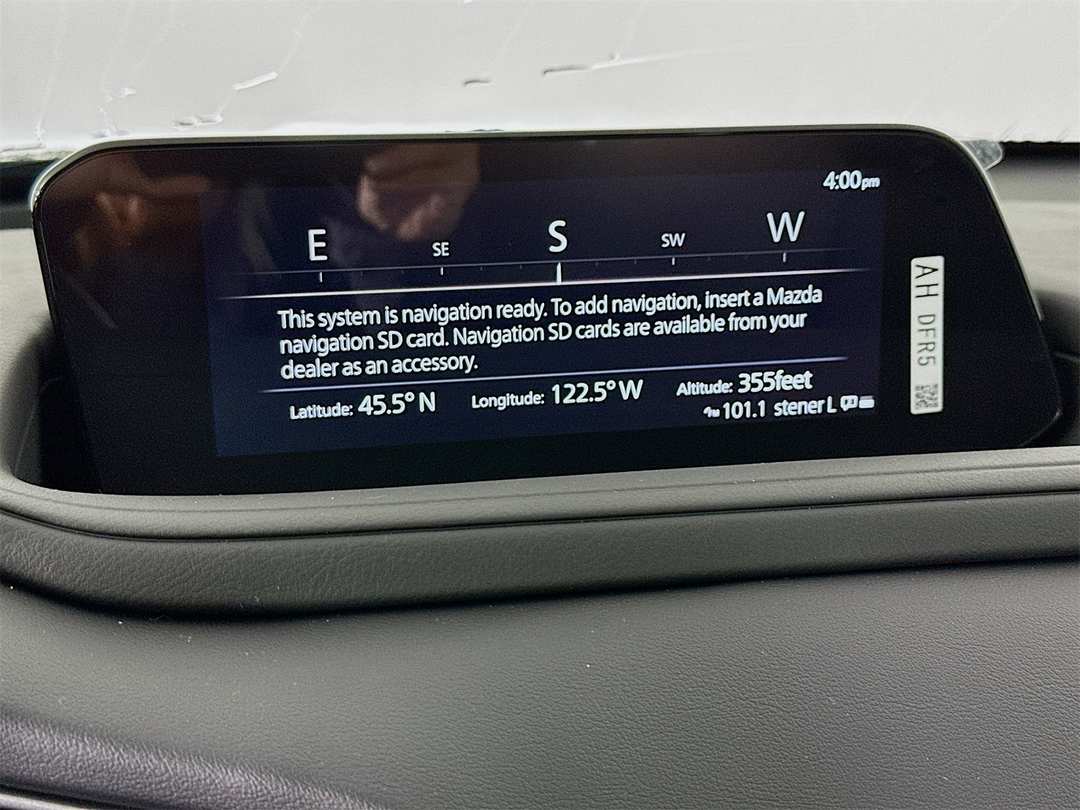 4:00pm
E SE S SW W
This system is navigation ready. To add navigation, insert a Mazda
navigation SD card. Navigation SD cards are available from your
dealer as an accessory.
Latitude: 45.5° N Longitude: 122.5° W Altitude: 355feet
FM 101.1 stener L
AH DFR5